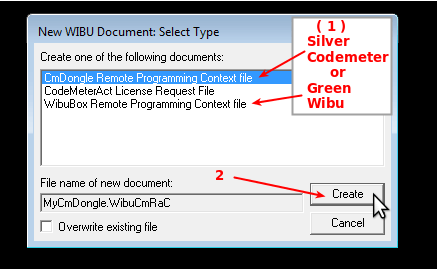 New WIBU Document: Select Type
Create one of the following documents:
CmDongle Remote Programming Context file
CodeMeterAct License Request File
WibuBox Remote Programming Context file
( 1 )
Silver
Codemeter
or
Green
Wibu
File name of new document:
MyCmDongle.WibuCmRaC
2
Create
Overwrite existing file
Cancel